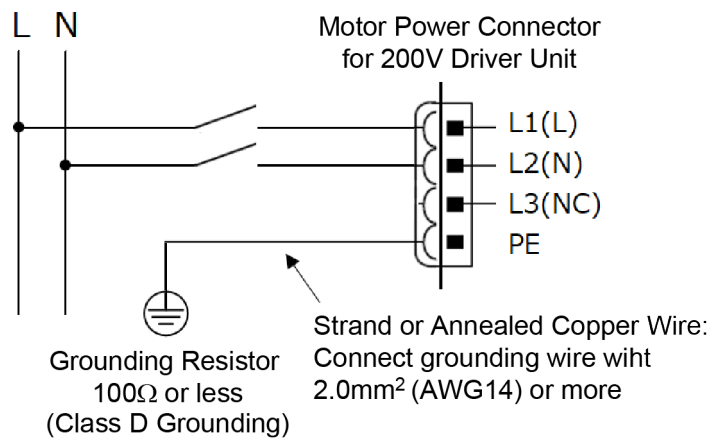 L N
Motor Power Connector
for 200V Driver Unit
L1(L)
L2(N)
L3(NC)
PE
Strand or Annealed Copper Wire:
Connect grounding wire wiht
2.0mm² (AWG14) or more
Grounding Resistor
100Ω or less
(Class D Grounding)